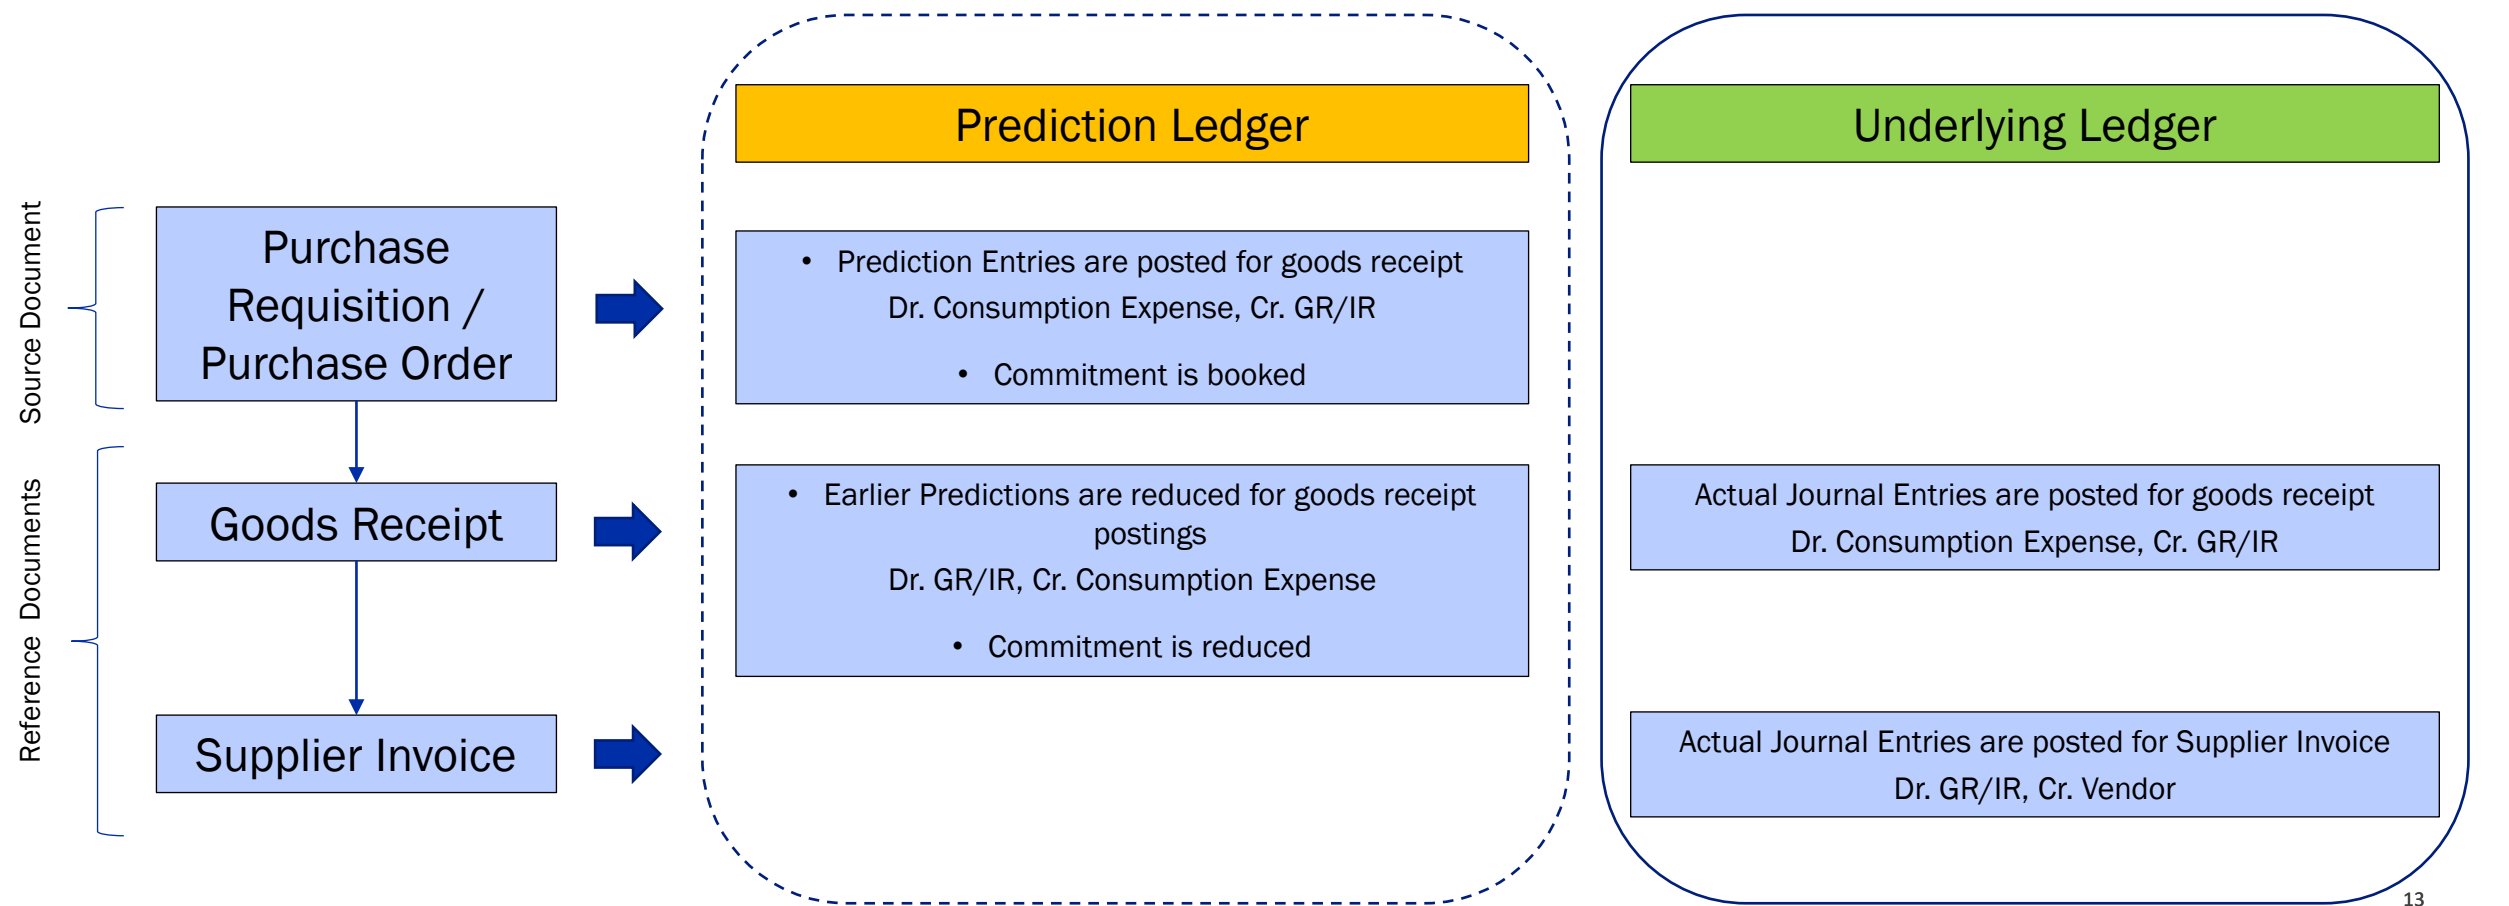 Prediction Ledger
Underlying Ledger
Source Document
Purchase
Requisition /
Purchase Order
• Prediction Entries are posted for goods receipt
Dr. Consumption Expense, Cr. GR/IR
• Commitment is booked
Reference Documents
Goods Receipt
• Earlier Predictions are reduced for goods receipt
postings
Dr. GR/IR, Cr. Consumption Expense
• Commitment is reduced
Actual Journal Entries are posted for goods receipt
Dr. Consumption Expense, Cr. GR/IR
Supplier Invoice
Actual Journal Entries are posted for Supplier Invoice
Dr. GR/IR, Cr. Vendor
13